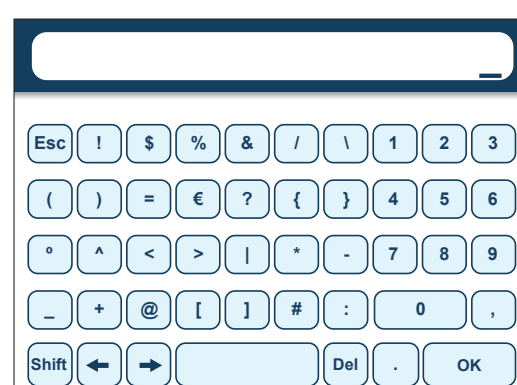 _
Esc ! $ % & / \ 1 2 3
( ) = € ? { } 4 5 6
º ^ < > | * - 7 8 9
_ + @ [ ] # : 0 ,
Shift ← → Del . OK